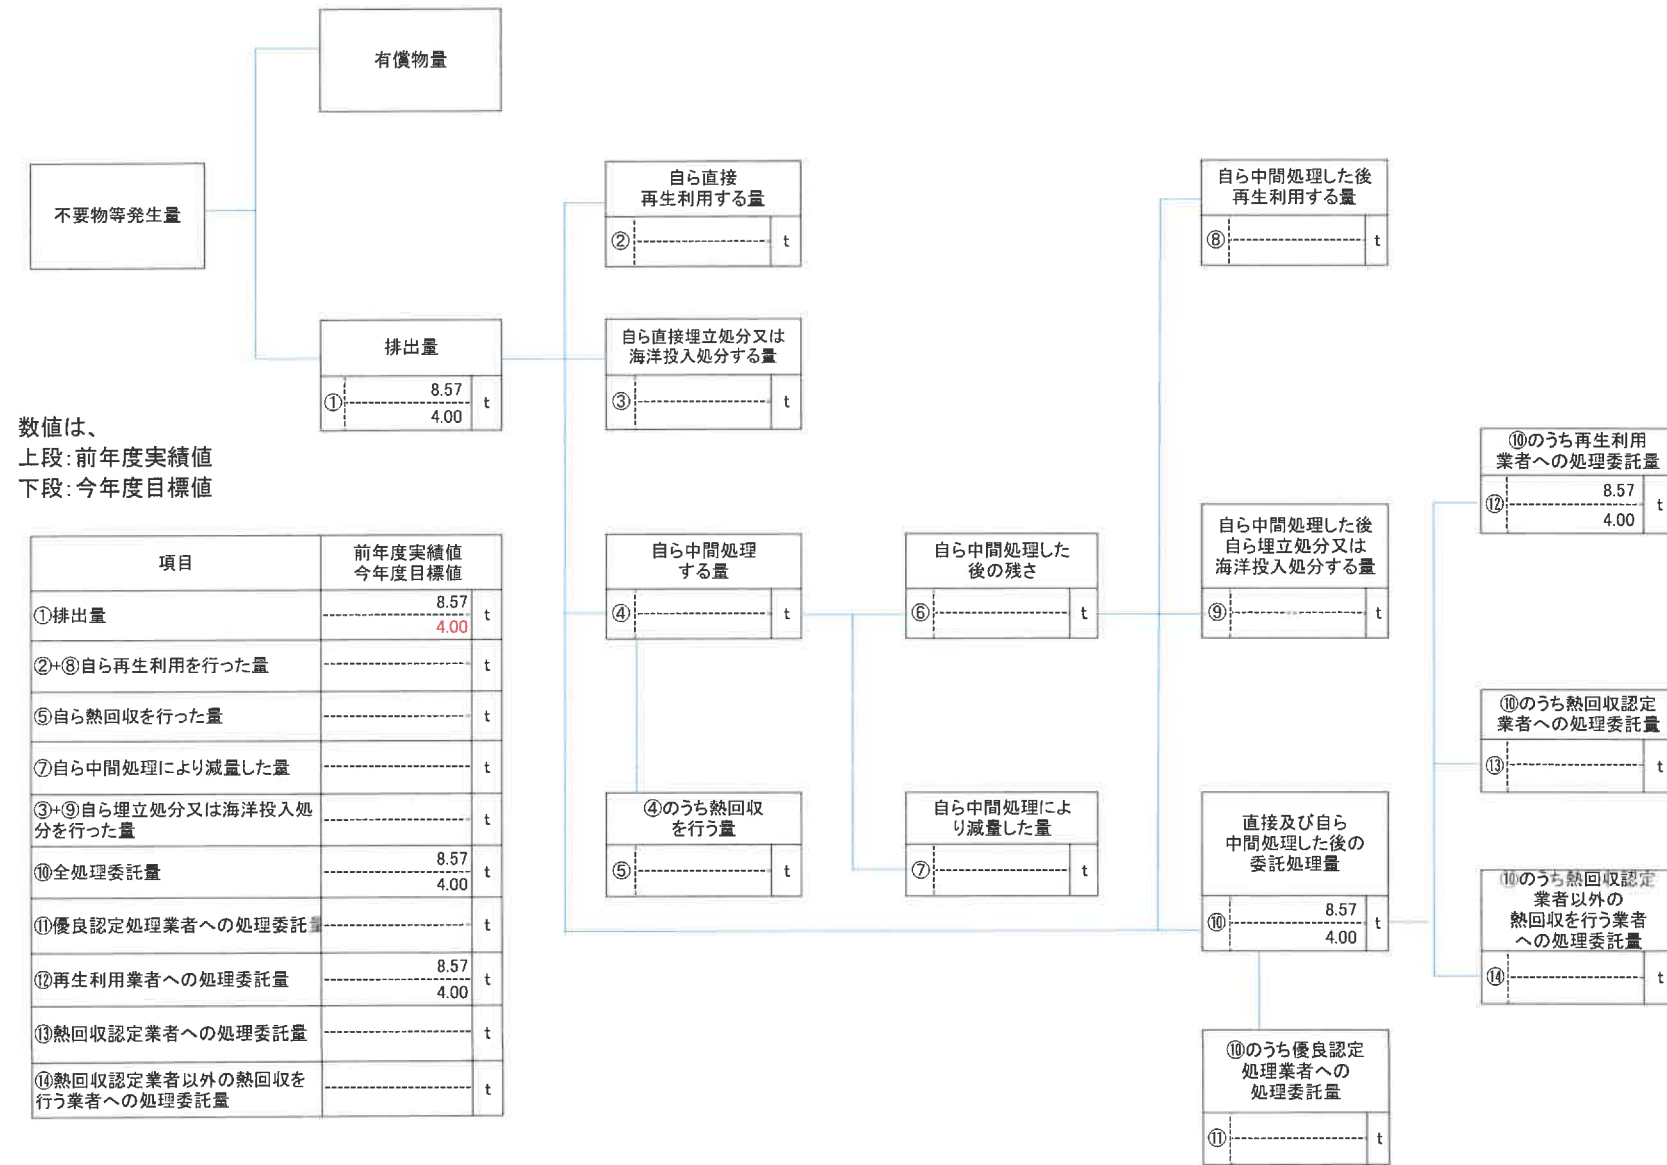 有償物量
不要物等発生量
排出量
①
8.57
4.00
t
自ら直接
再生利用する量
②
t
自ら直接埋立処分又は
海洋投入処分する量
③
t
自ら中間処理
する量
④
t
④のうち熱回収
を行う量
⑤
t
自ら中間処理した
後の残さ
⑥
t
自ら中間処理によ
り減量した量
⑦
t
自ら中間処理した後
再生利用する量
⑧
t
自ら中間処理した後
自ら埋立処分又は
海洋投入処分する量
⑨
t
直接及び自ら
中間処理した後の
委託処理量
⑩
8.57
4.00
t
⑩のうち優良認定
処理業者への
処理委託量
⑪
t
⑩のうち再生利用
業者への処理委託量
⑫
8.57
4.00
t
⑩のうち熱回収認定
業者への処理委託量
⑬
t
⑩のうち熱回収認定
業者以外の
熱回収を行う業者
への処理委託量
⑭
t
数値は、
上段:前年度実績値
下段:今年度目標値
項目
前年度実績値
今年度目標値
①排出量
8.57
4.00
t
②+⑧自ら再生利用を行った量
t
⑤自ら熱回収を行った量
t
⑦自ら中間処理により減量した量
t
③+⑨自ら埋立処分又は海洋投入処
分を行った量
t
⑩全処理委託量
8.57
4.00
t
⑪優良認定処理業者への処理委託量
t
⑫再生利用業者への処理委託量
8.57
4.00
t
⑬熱回収認定業者への処理委託量
t
⑭熱回収認定業者以外の熱回収を
行う業者への処理委託量
t